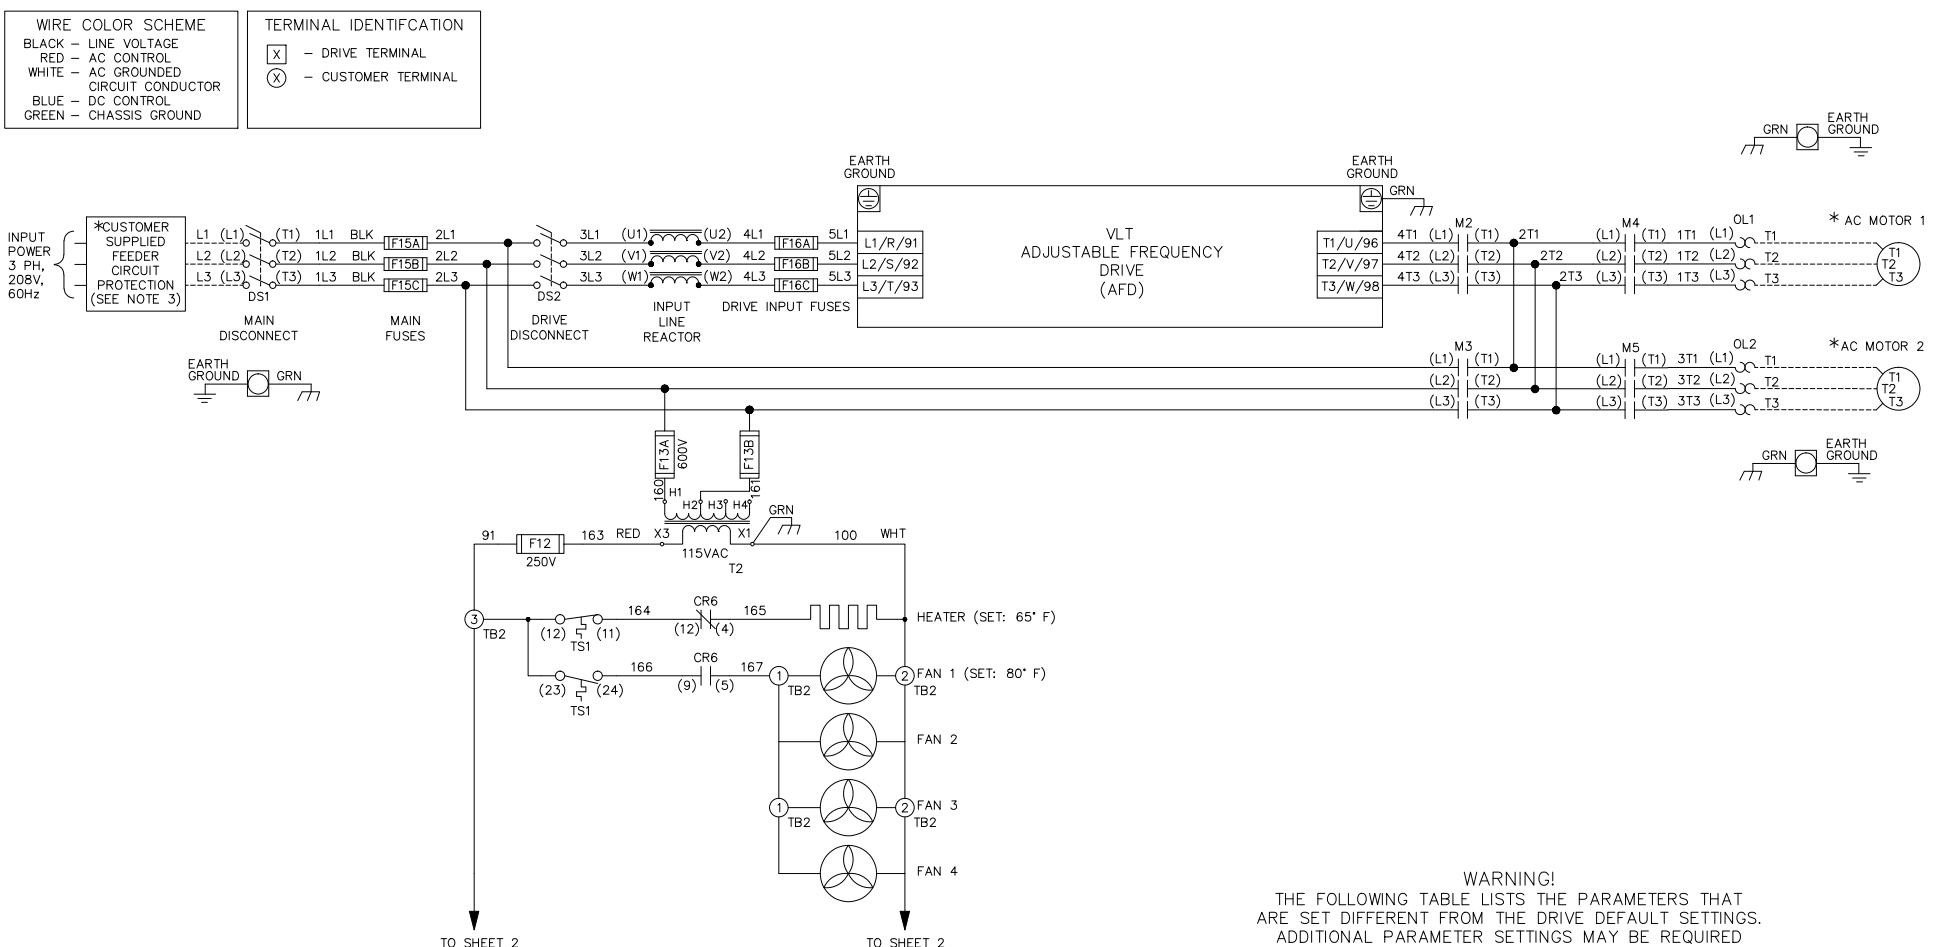 WIRE COLOR SCHEME
BLACK – LINE VOLTAGE
RED – AC CONTROL
WHITE – AC GROUNDED
CIRCUIT CONDUCTOR
BLUE – DC CONTROL
GREEN – CHASSIS GROUND
TERMINAL IDENTIFCATION
X – DRIVE TERMINAL
X – CUSTOMER TERMINAL
GRN
EARTH
GROUND
INPUT
POWER
3 PH,
208V,
60Hz
*CUSTOMER
SUPPLIED
FEEDER
CIRCUIT
PROTECTION
(SEE NOTE 3)
L1 (L1) (T1) 1L1 BLK F15A 2L1
L2 (L2) (T2) 1L2 BLK F15B 2L2
L3 (L3) (T3) 1L3 BLK F15C 2L3
DS1
MAIN
DISCONNECT
MAIN
FUSES
3L1 (U1) (U2) 4L1 F16A 5L1
3L2 (V1) (V2) 4L2 F16B 5L2
3L3 (W1) (W2) 4L3 F16C 5L3
DS2
DRIVE
DISCONNECT
INPUT
LINE
REACTOR
DRIVE INPUT FUSES
EARTH
GROUND
L1/R/91
L2/S/92
L3/T/93
VLT
ADJUSTABLE FREQUENCY
DRIVE
(AFD)
EARTH
GROUND
GRN
T1/U/96
T2/V/97
T3/W/98
M2
M4
OL1
* AC MOTOR 1
4T1 (L1) (T1) 2T1 (L1) (T1) 1T1 (L1) T1
4T2 (L2) (T2) 2T2 (L2) (T2) 1T2 (L2) T2
4T3 (L3) (T3) 2T3 (L3) (T3) 1T3 (L3) T3
T1
T2
T3
EARTH
GROUND
GRN
M3
M5
OL2
*AC MOTOR 2
(L1) (T1) (L1) (T1) 3T1 (L1) T1
(L2) (T2) (L2) (T2) 3T2 (L2) T2
(L3) (T3) (L3) (T3) 3T3 (L3) T3
T1
T2
T3
GRN
EARTH
GROUND
F13A
600V
F13B
160
161
H1
H2 H3 H4
GRN
91 F12 163 RED X3 X1 100 WHT
250V
115VAC
T2
3
TB2
(12) (11)
TS1
164
CR6
(12) (4)
165
HEATER (SET: 65° F)
(23) (24)
TS1
166
CR6
(9) (5)
167
1
TB2
2
TB2
FAN 1 (SET: 80° F)
FAN 2
1
TB2
2
TB2
FAN 3
FAN 4
TO SHEET 2
TO SHEET 2
WARNING!
THE FOLLOWING TABLE LISTS THE PARAMETERS THAT
ARE SET DIFFERENT FROM THE DRIVE DEFAULT SETTINGS.
ADDITIONAL PARAMETER SETTINGS MAY BE REQUIRED